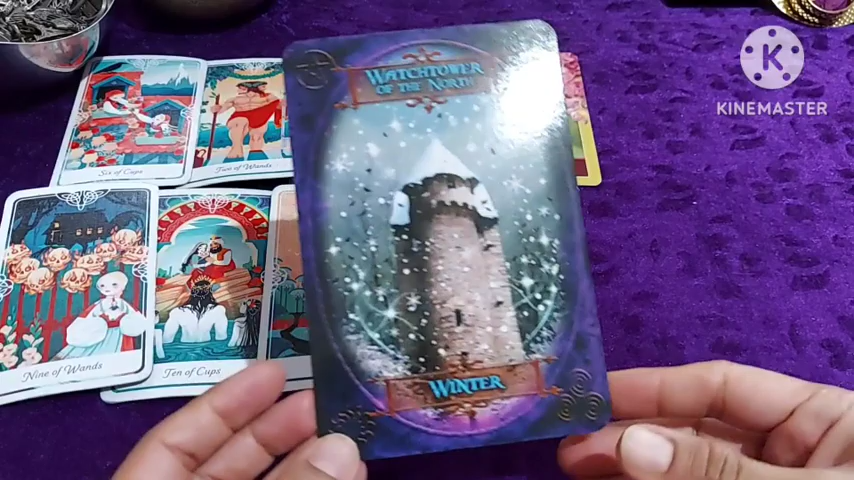 K
KINEMASTER
WATCHTOWER
OF THE NORTH
WINTER
Six of Cups
Two of Wands
Nine of Wands
Ten of Cups